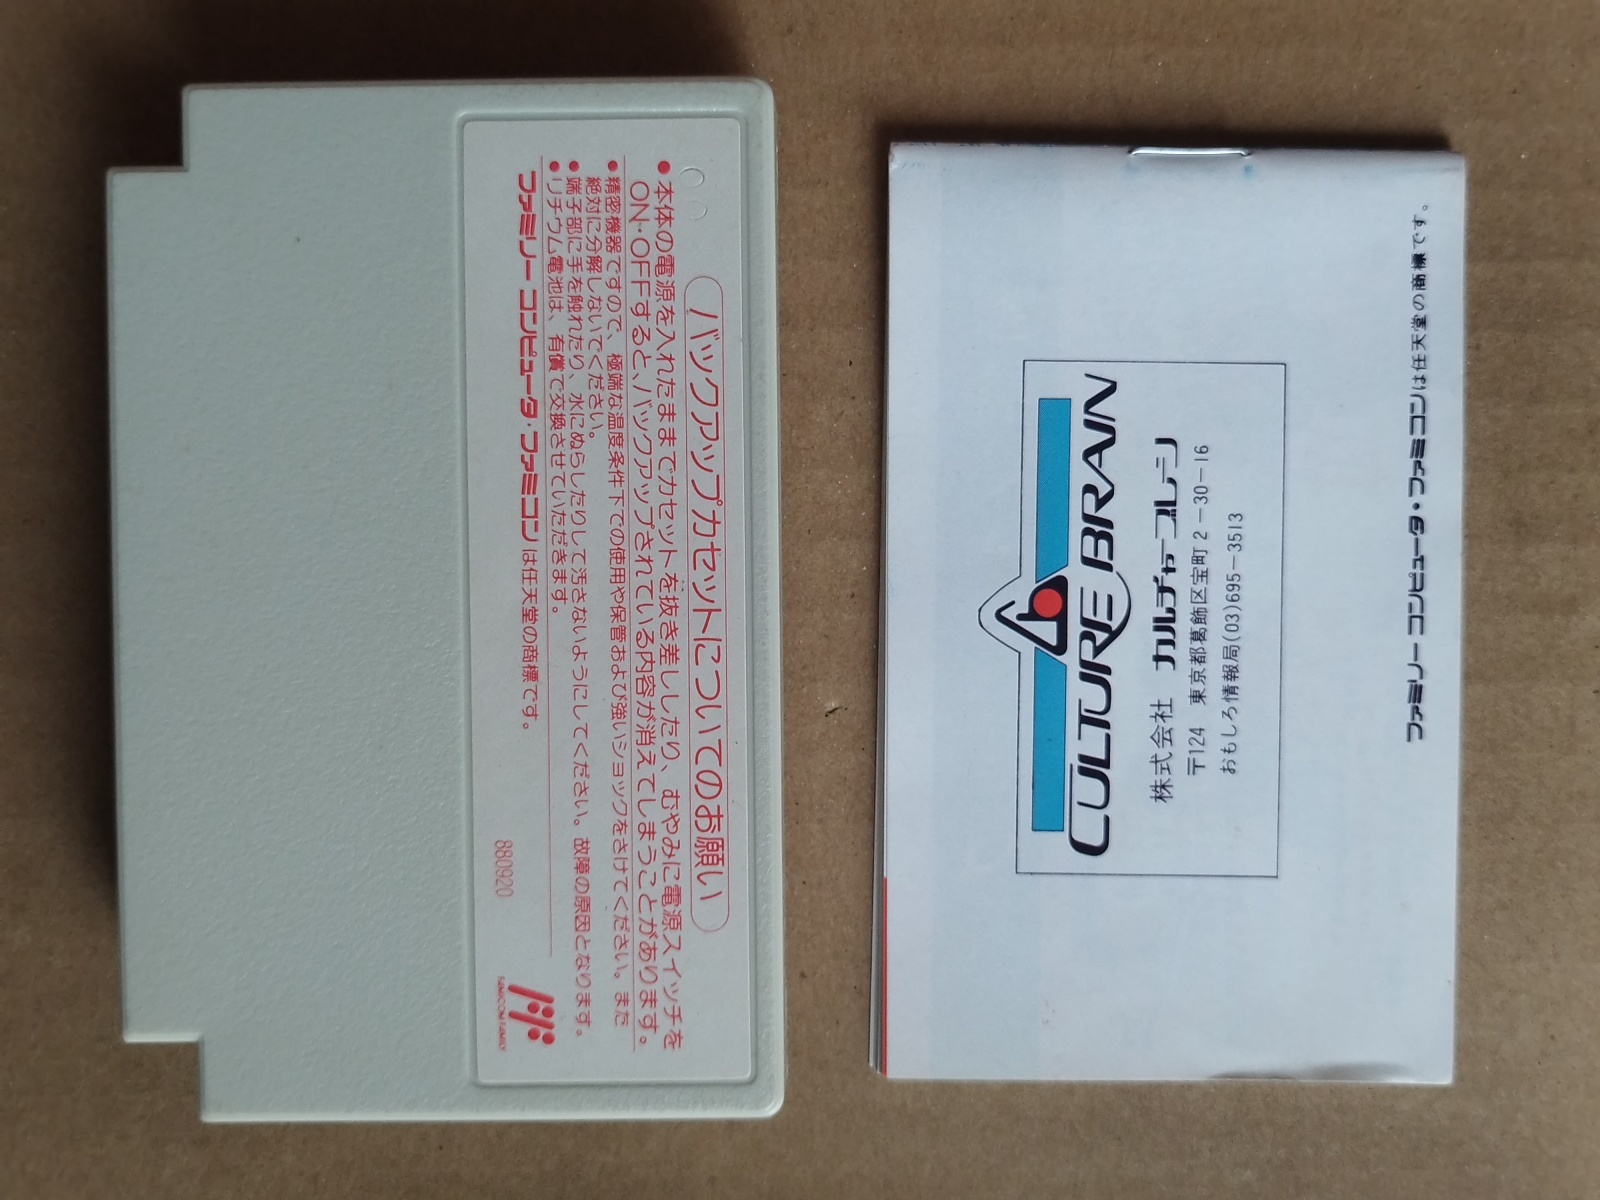 バックアップカセットについてのお願い
●本体の電源を入れたままでカセットを抜き差ししたり、むやみに電源スイッチを
ON・OFFすると、バックアップされている内容が消えてしまうことがあります。
●精密機器ですので、極端な温度条件下での使用や保管および強いショックをさけてください。また
絶対に分解しないでください。
●端子部に手を触れたり、水にぬらしたりして汚さないようにしてください。故障の原因となります。
●リチウム電池は、有償で交換させていただきます。
ファミリー コンピュータ・ファミコンは任天堂の商標です。
880920
FAMICOM FAMILY
CULTURE BRAIN
株式会社 カルチャーブレーン
〒124 東京都葛飾区宝町2-30-16
おもしろ情報局(03)695-3513
ファミリー コンピュータ・ファミコンは任天堂の商標です。